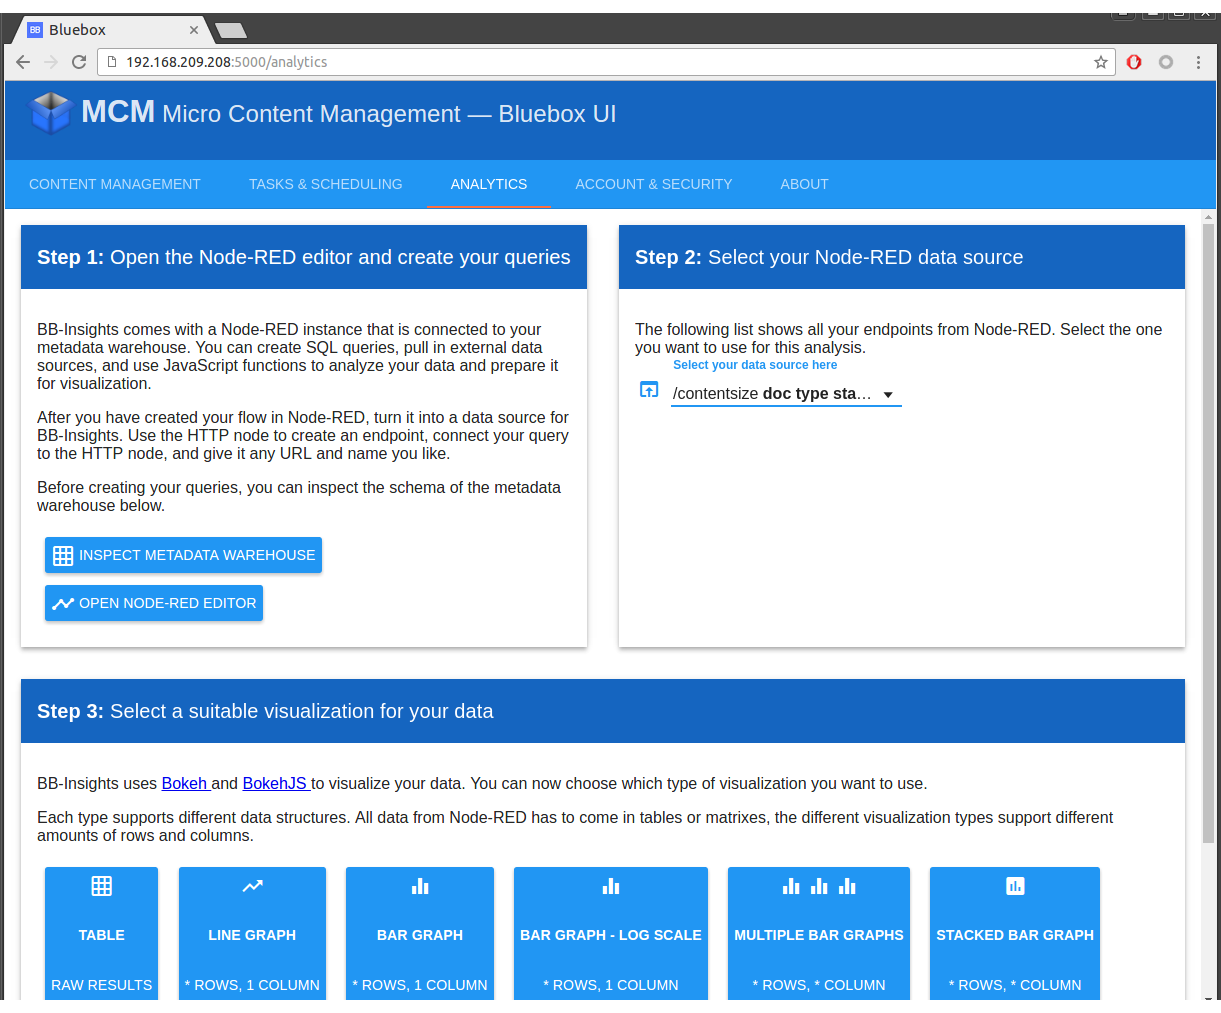 BB Bluebox
192.168.209.208:5000/analytics
MCM Micro Content Management — Bluebox UI
CONTENT MANAGEMENT TASKS & SCHEDULING ANALYTICS ACCOUNT & SECURITY ABOUT
Step 1: Open the Node-RED editor and create your queries
BB-Insights comes with a Node-RED instance that is connected to your
metadata warehouse. You can create SQL queries, pull in external data
sources, and use JavaScript functions to analyze your data and prepare it
for visualization.
After you have created your flow in Node-RED, turn it into a data source for
BB-Insights. Use the HTTP node to create an endpoint, connect your query
to the HTTP node, and give it any URL and name you like.
Before creating your queries, you can inspect the schema of the metadata
warehouse below.
INSPECT METADATA WAREHOUSE
OPEN NODE-RED EDITOR
Step 2: Select your Node-RED data source
The following list shows all your endpoints from Node-RED. Select the one
you want to use for this analysis.
Select your data source here
/contentsize doc type sta...
Step 3: Select a suitable visualization for your data
BB-Insights uses Bokeh and BokehJS to visualize your data. You can now choose which type of visualization you want to use.
Each type supports different data structures. All data from Node-RED has to come in tables or matrixes, the different visualization types support different
amounts of rows and columns.
TABLE
RAW RESULTS
LINE GRAPH
* ROWS, 1 COLUMN
BAR GRAPH
* ROWS, 1 COLUMN
BAR GRAPH - LOG SCALE
* ROWS, 1 COLUMN
MULTIPLE BAR GRAPHS
* ROWS, * COLUMN
STACKED BAR GRAPH
* ROWS, * COLUMN